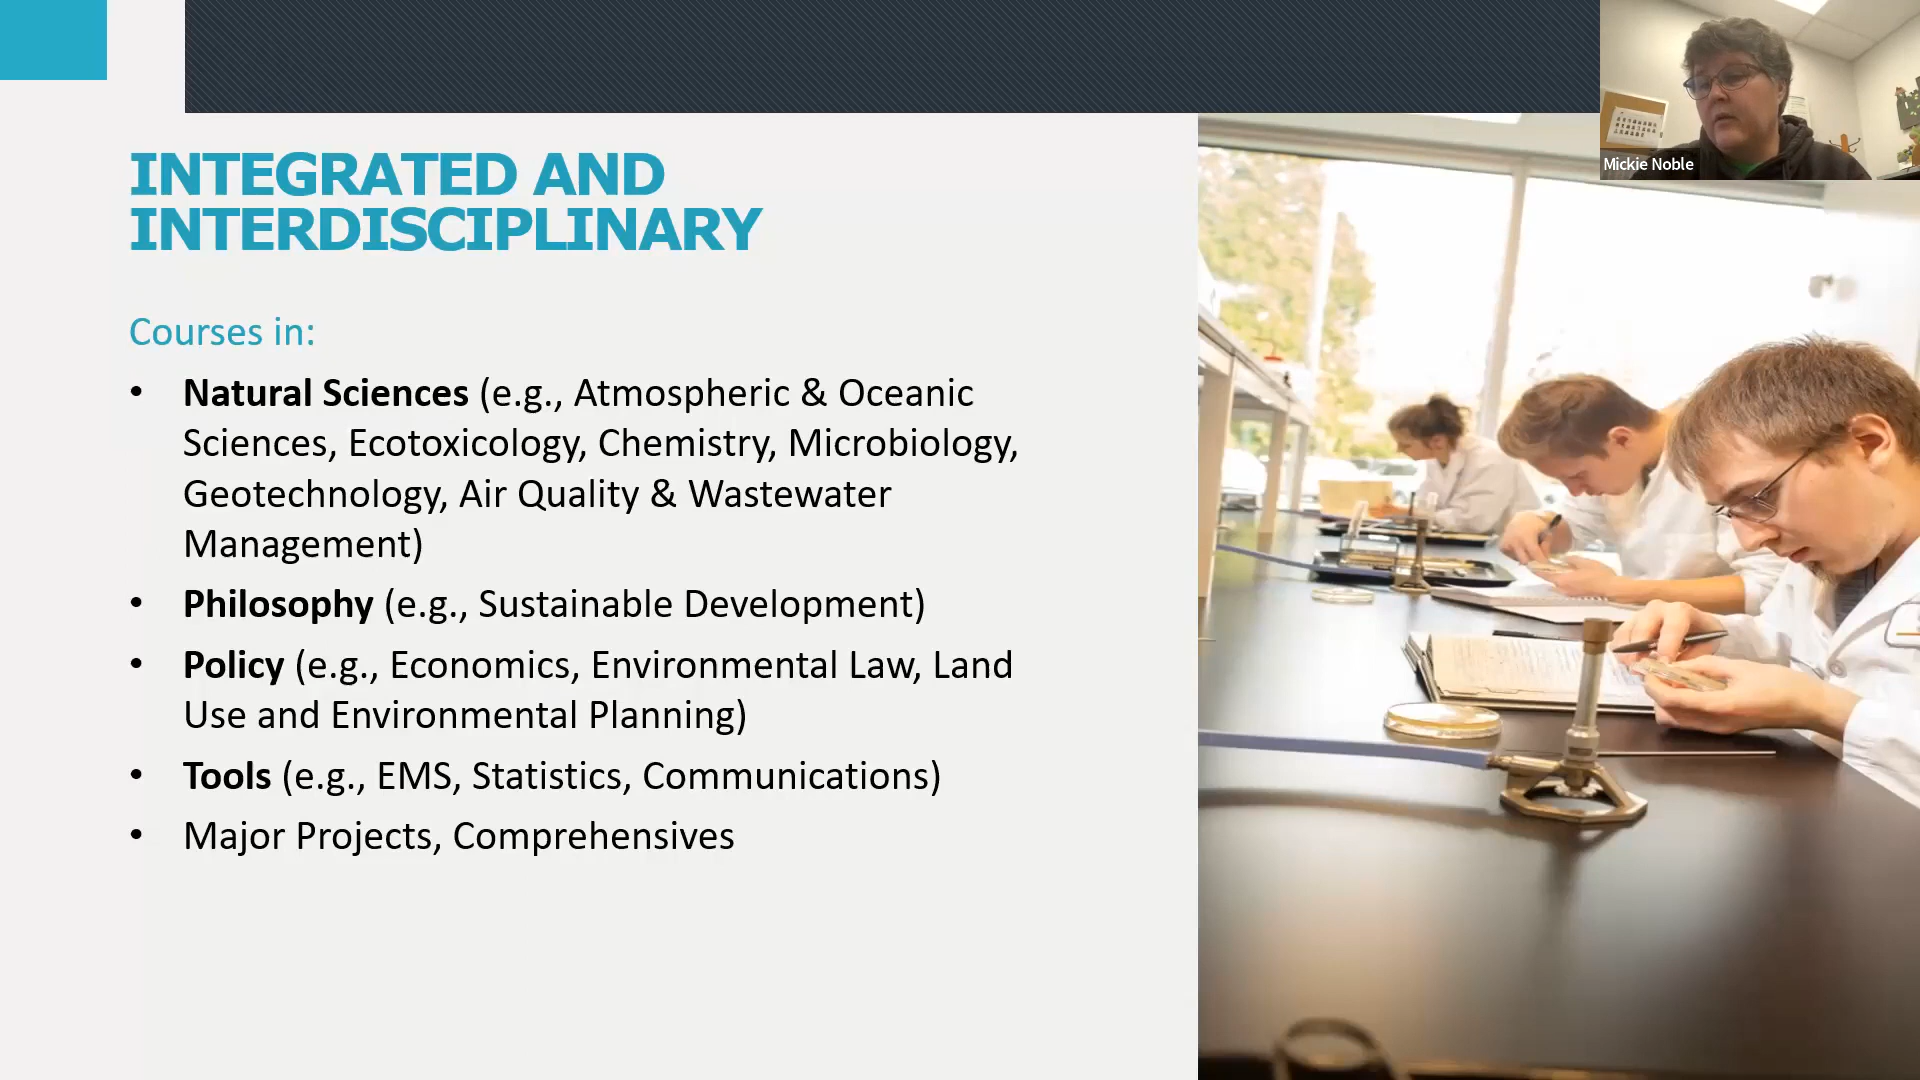 Mickie Noble
INTEGRATED AND
INTERDISCIPLINARY
Courses in:
• Natural Sciences (e.g., Atmospheric & Oceanic
Sciences, Ecotoxicology, Chemistry, Microbiology,
Geotechnology, Air Quality & Wastewater
Management)
• Philosophy (e.g., Sustainable Development)
• Policy (e.g., Economics, Environmental Law, Land
Use and Environmental Planning)
• Tools (e.g., EMS, Statistics, Communications)
• Major Projects, Comprehensives